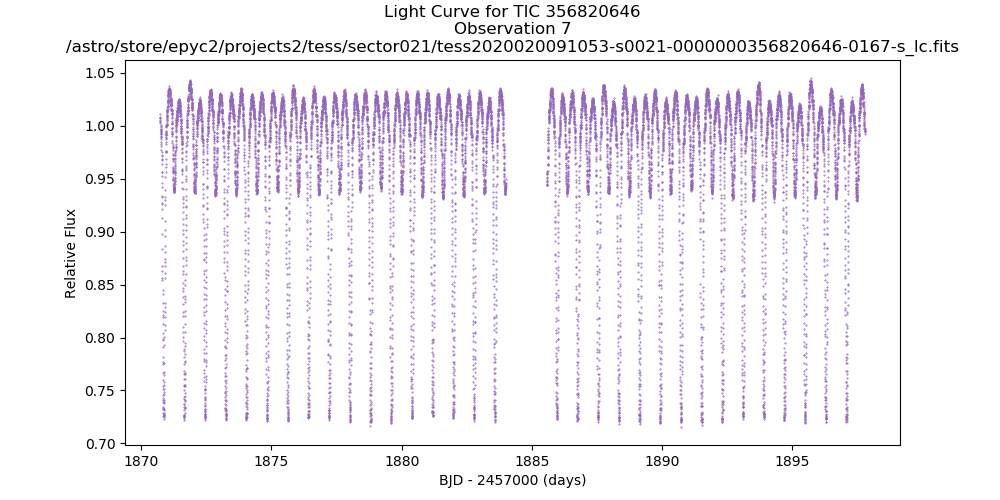 Light Curve for TIC 356820646
Observation 7
/astro/store/epyc2/projects2/tess/sector021/tess2020020091053-s0021-0000000356820646-0167-s_lc.fits
1.05
1.00
0.95
0.90
0.85
0.80
0.75
0.70
Relative Flux
1870
1875
1880
1885
1890
1895
BJD - 2457000 (days)